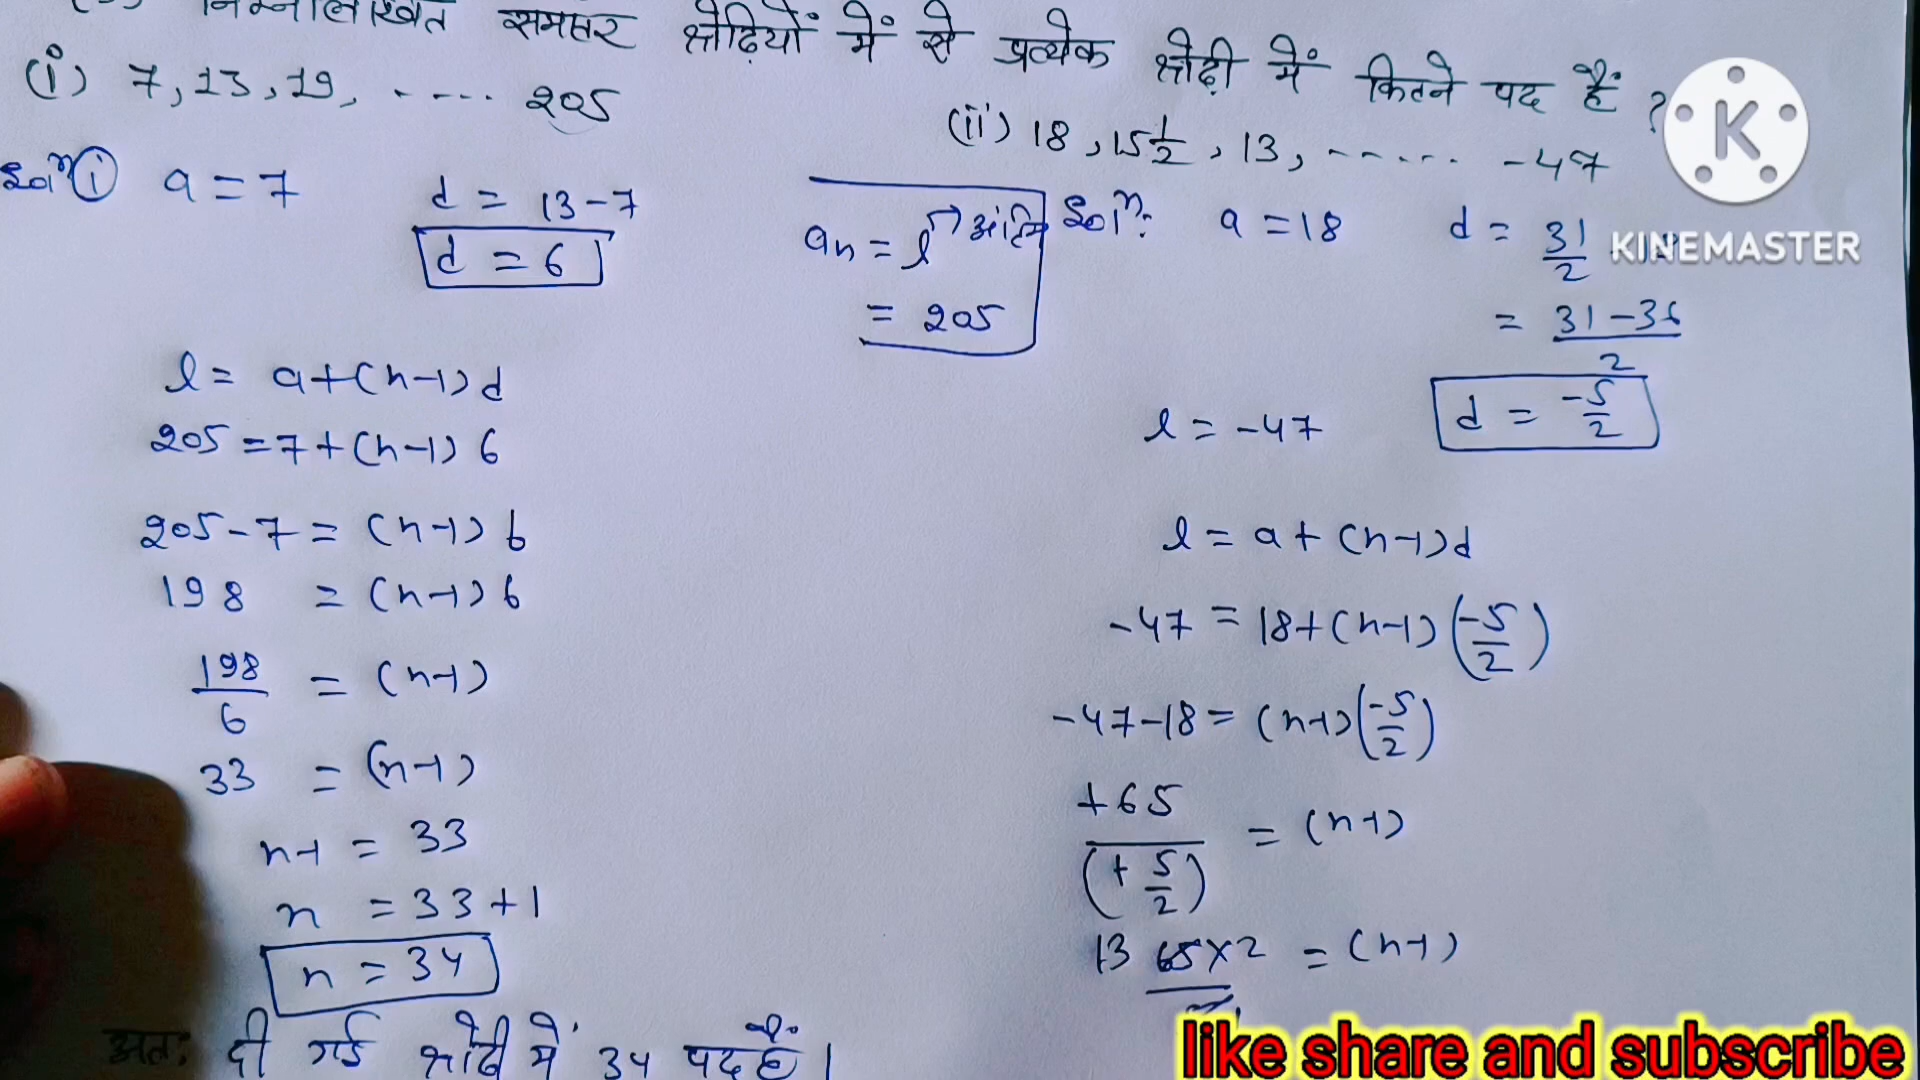 निम्नलिखित समांतर श्रेढ़ियों में से प्रत्येक श्रेढ़ी में कितने पद हैं ?
(i) 7, 13, 19, ..... 205
(ii) 18, 15 1/2, 13, ...... -47
Solⁿ (i) a = 7
d = 13-7
d = 6
aₙ = l
= 205
l = a+(n-1)d
205 = 7+(n-1) 6
205-7 = (n-1) 6
198 = (n-1) 6
198/6 = (n-1)
33 = (n-1)
n-1 = 33
n = 33+1
n = 34
अतः दी गई श्रेढ़ी में 34 पद हैं ।
Solⁿ: a = 18
d = 31/2
= (31-36)/2
d = -5/2
l = -47
l = a+(n-1)d
-47 = 18+(n-1)(-5/2)
-47-18 = (n-1)(-5/2)
+65/(+5/2) = (n-1)
13 65×2 = (n-1)
K
KINEMASTER
like share and subscribe